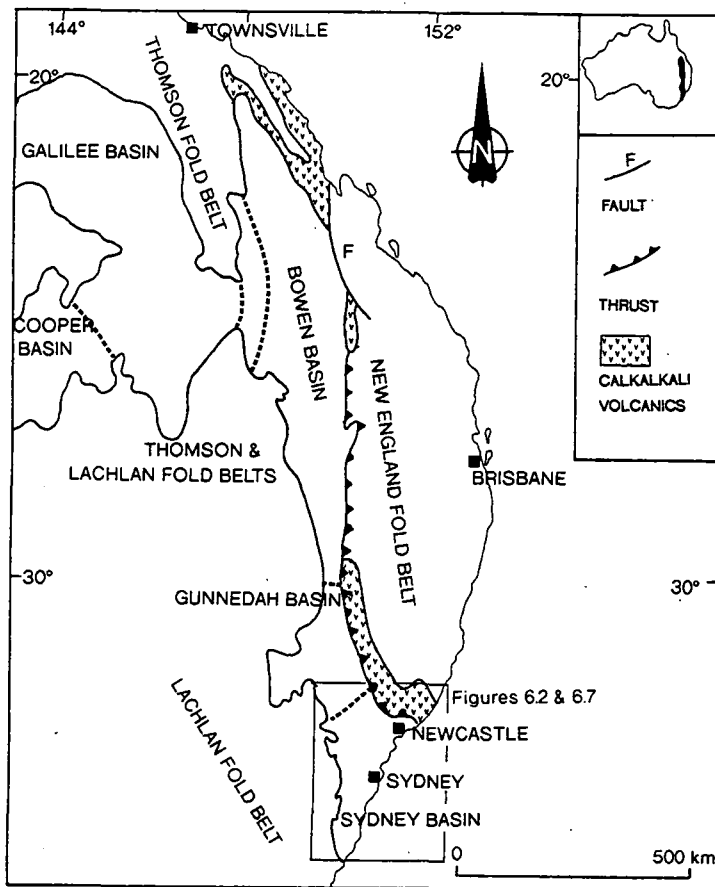 144°
152°
TOWNSVILLE
20°
20°
THOMSON FOLD BELT
GALILEE BASIN
N
F
FAULT
F
THRUST
BOWEN BASIN
COOPER
BASIN
CALKALKALI
VOLCANICS
NEW ENGLAND FOLD BELT
THOMSON &
LACHLAN FOLD BELTS
BRISBANE
30°
30°
GUNNEDAH BASIN
LACHLAN FOLD BELT
Figures 6.2 & 6.7
NEWCASTLE
SYDNEY
SYDNEY BASIN
0
500 km